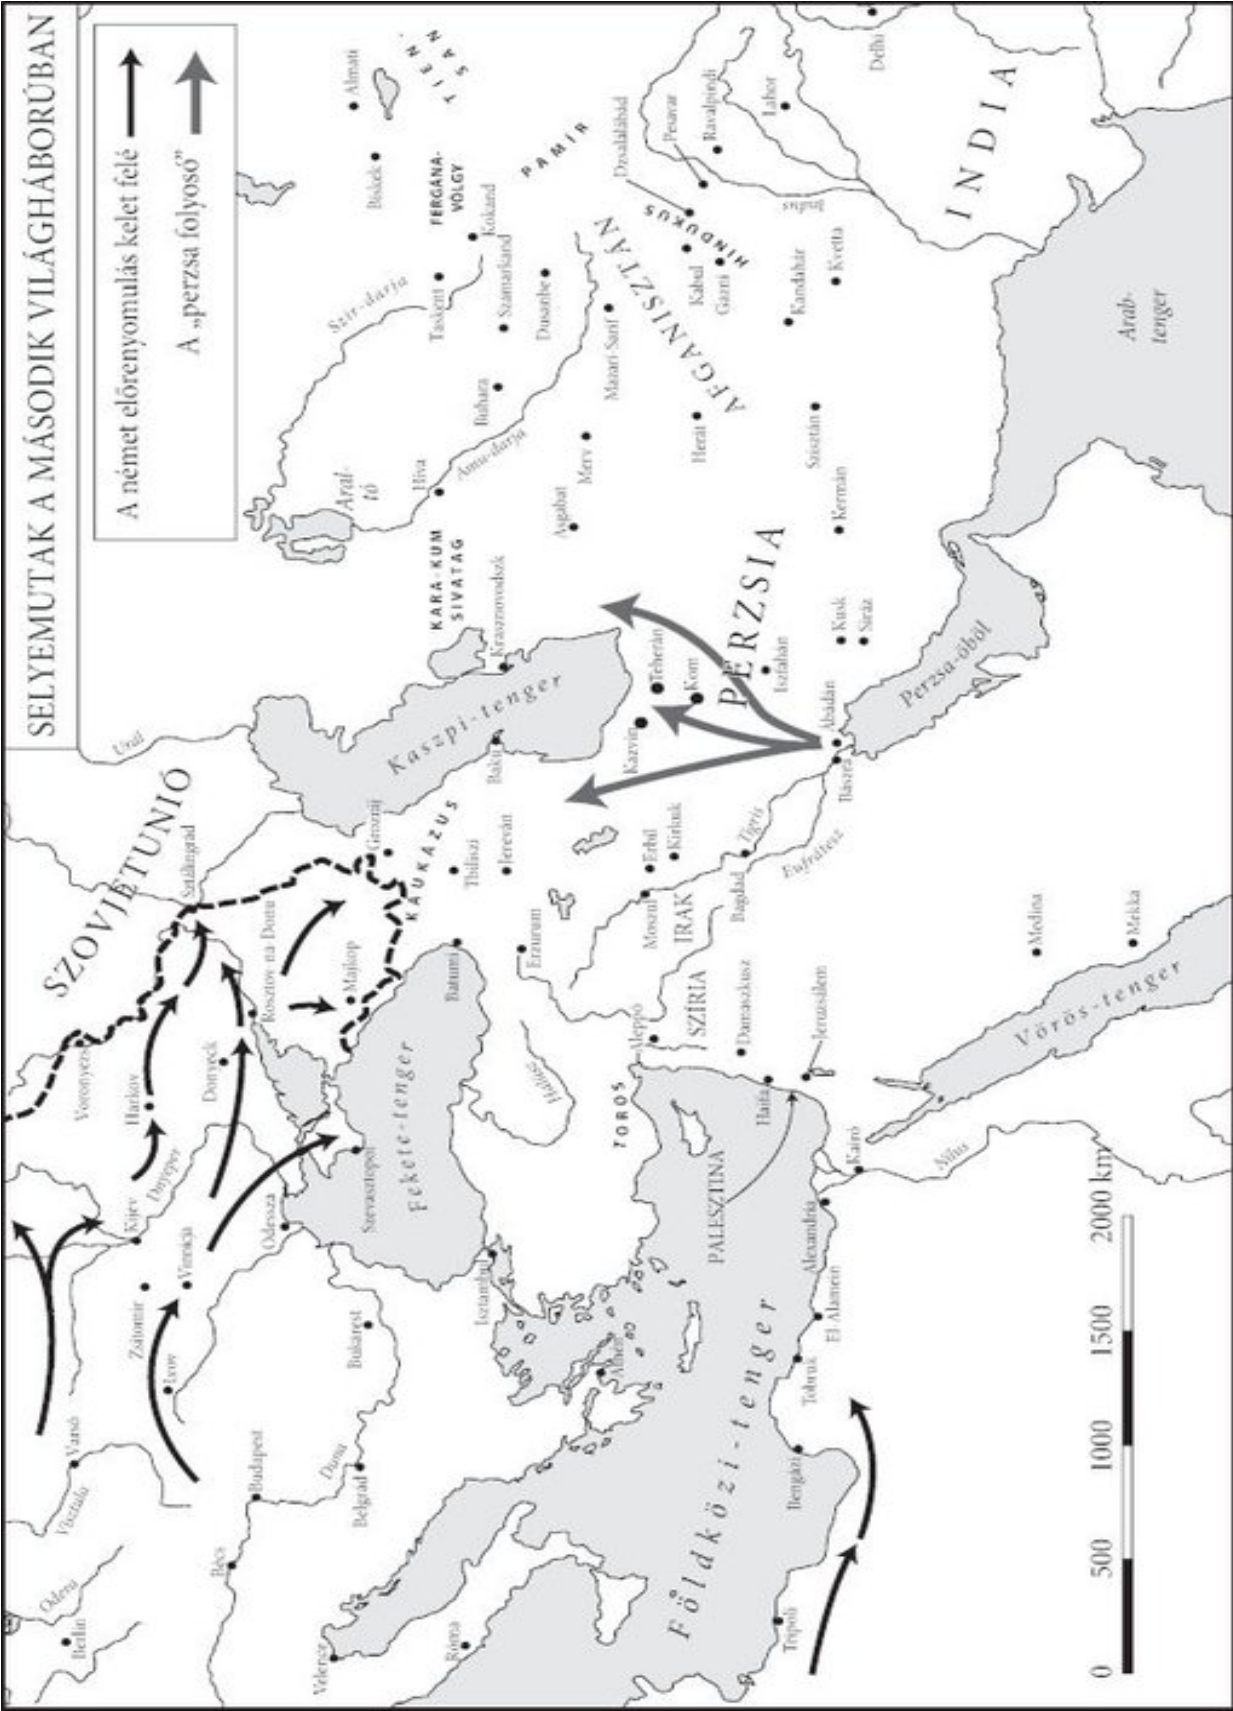 SELYEMUTAK A MÁSODIK VILÁGHÁBORÚBAN
A német előrenyomulás kelet felé
A „perzsa folyosó”
Berlin
Odera
Visztula
Varsó
Bécs
Budapest
Duna
Belgrád
Bukarest
Velence
Róma
Lvov
Zsitomir
Vinnicja
Kijev
Dnyeper
Odessza
Harkov
Donyeck
Voronyezs
SZOVJETUNIÓ
Sztálingrád
Rosztov-na-Donu
Majkop
Groznij
Szevasztopol
Fekete-tenger
KAUKÁZUS
Batumi
Tbiliszi
Jereván
Baku
Kaszpi-tenger
Urál
Krasznovodszk
KARA-KUM
SIVATAG
Aral-
tó
Híva
Amu-darja
Szir-darja
Buhara
Szamarkand
Taskent
Kokand
FERGANA-
VÖLGY
Biskek
Almati
TIEN-
SAN
PAMÍR
Dusanbe
Asgabat
Merv
Mazari Sarif
AFGANISZTÁN
HINDUKUS
Dzsalálábád
Pesavar
Ravalpindi
Lahor
Delhi
Kabul
Gazni
Kandahár
Kvetta
Indus
INDIA
Herát
Szisztán
Kermán
PERZSIA
Teherán
Kom
Kazvin
Iszfahán
Kusk
Siráz
Abadán
Bászra
Perzsa-öböl
Arab-
tenger
Isztambul
Athén
Halüsz
Erzurum
TOROS
Aleppó
SZÍRIA
IRAK
Moszul
Erbil
Kirkuk
Bagdad
Tigris
Eufrátesz
Damaszkusz
Jeruzsálem
Haifa
PALESZTINA
Földközi-tenger
Tripoli
Bengázi
Tobruk
El Alamein
Alexandria
Kairó
Nílus
Vörös-tenger
Medina
Mekka
0 500 1000 1500 2000 km